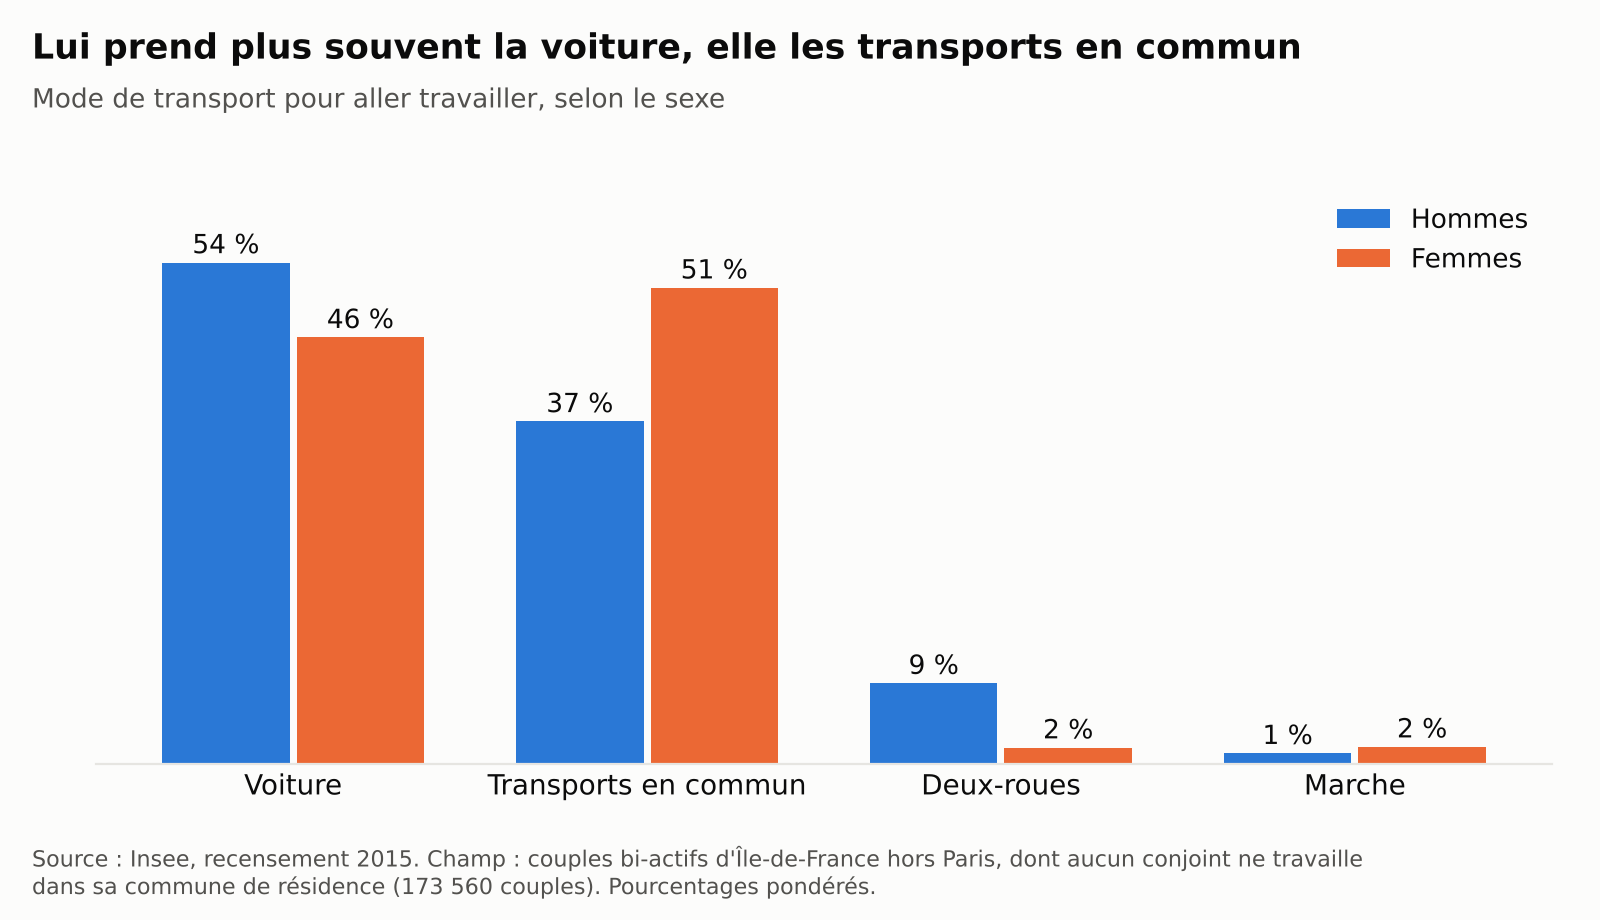 Lui prend plus souvent la voiture, elle les transports en commun
Mode de transport pour aller travailler, selon le sexe
Hommes
Femmes
54 %
46 %
37 %
51 %
9 %
2 %
1 %
2 %
Voiture
Transports en commun
Deux-roues
Marche
Source : Insee, recensement 2015. Champ : couples bi-actifs d'Île-de-France hors Paris, dont aucun conjoint ne travaille
dans sa commune de résidence (173 560 couples). Pourcentages pondérés.